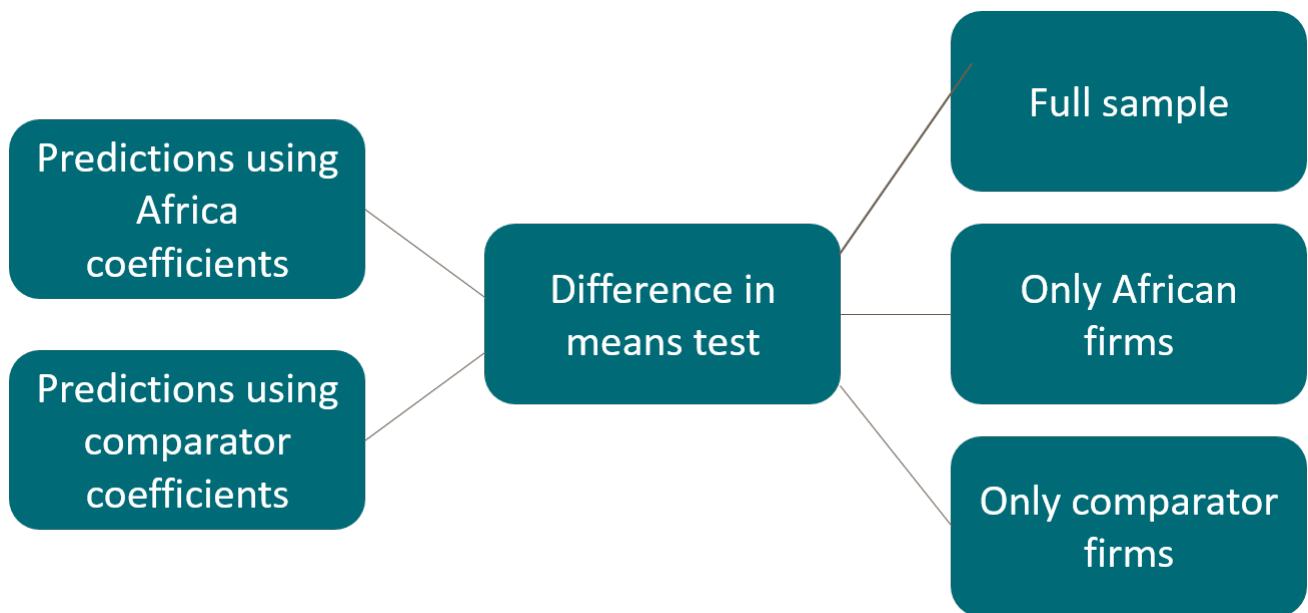 Predictions using
Africa
coefficients
Predictions using
comparator
coefficients
Difference in
means test
Full sample
Only African
firms
Only comparator
firms